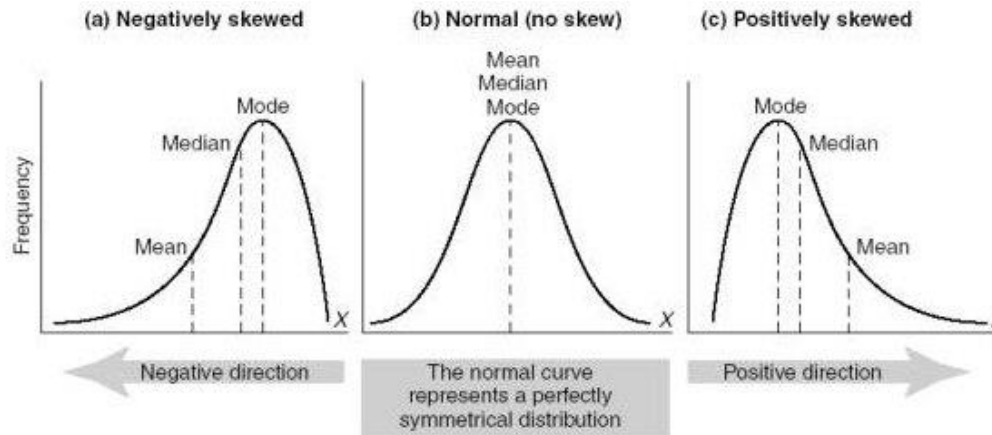 (a) Negatively skewed
(b) Normal (no skew)
(c) Positively skewed
Frequency
Mode
Median
Mean
X
Mean
Median
Mode
X
Mode
Median
Mean
Negative direction
The normal curve
represents a perfectly
symmetrical distribution
Positive direction